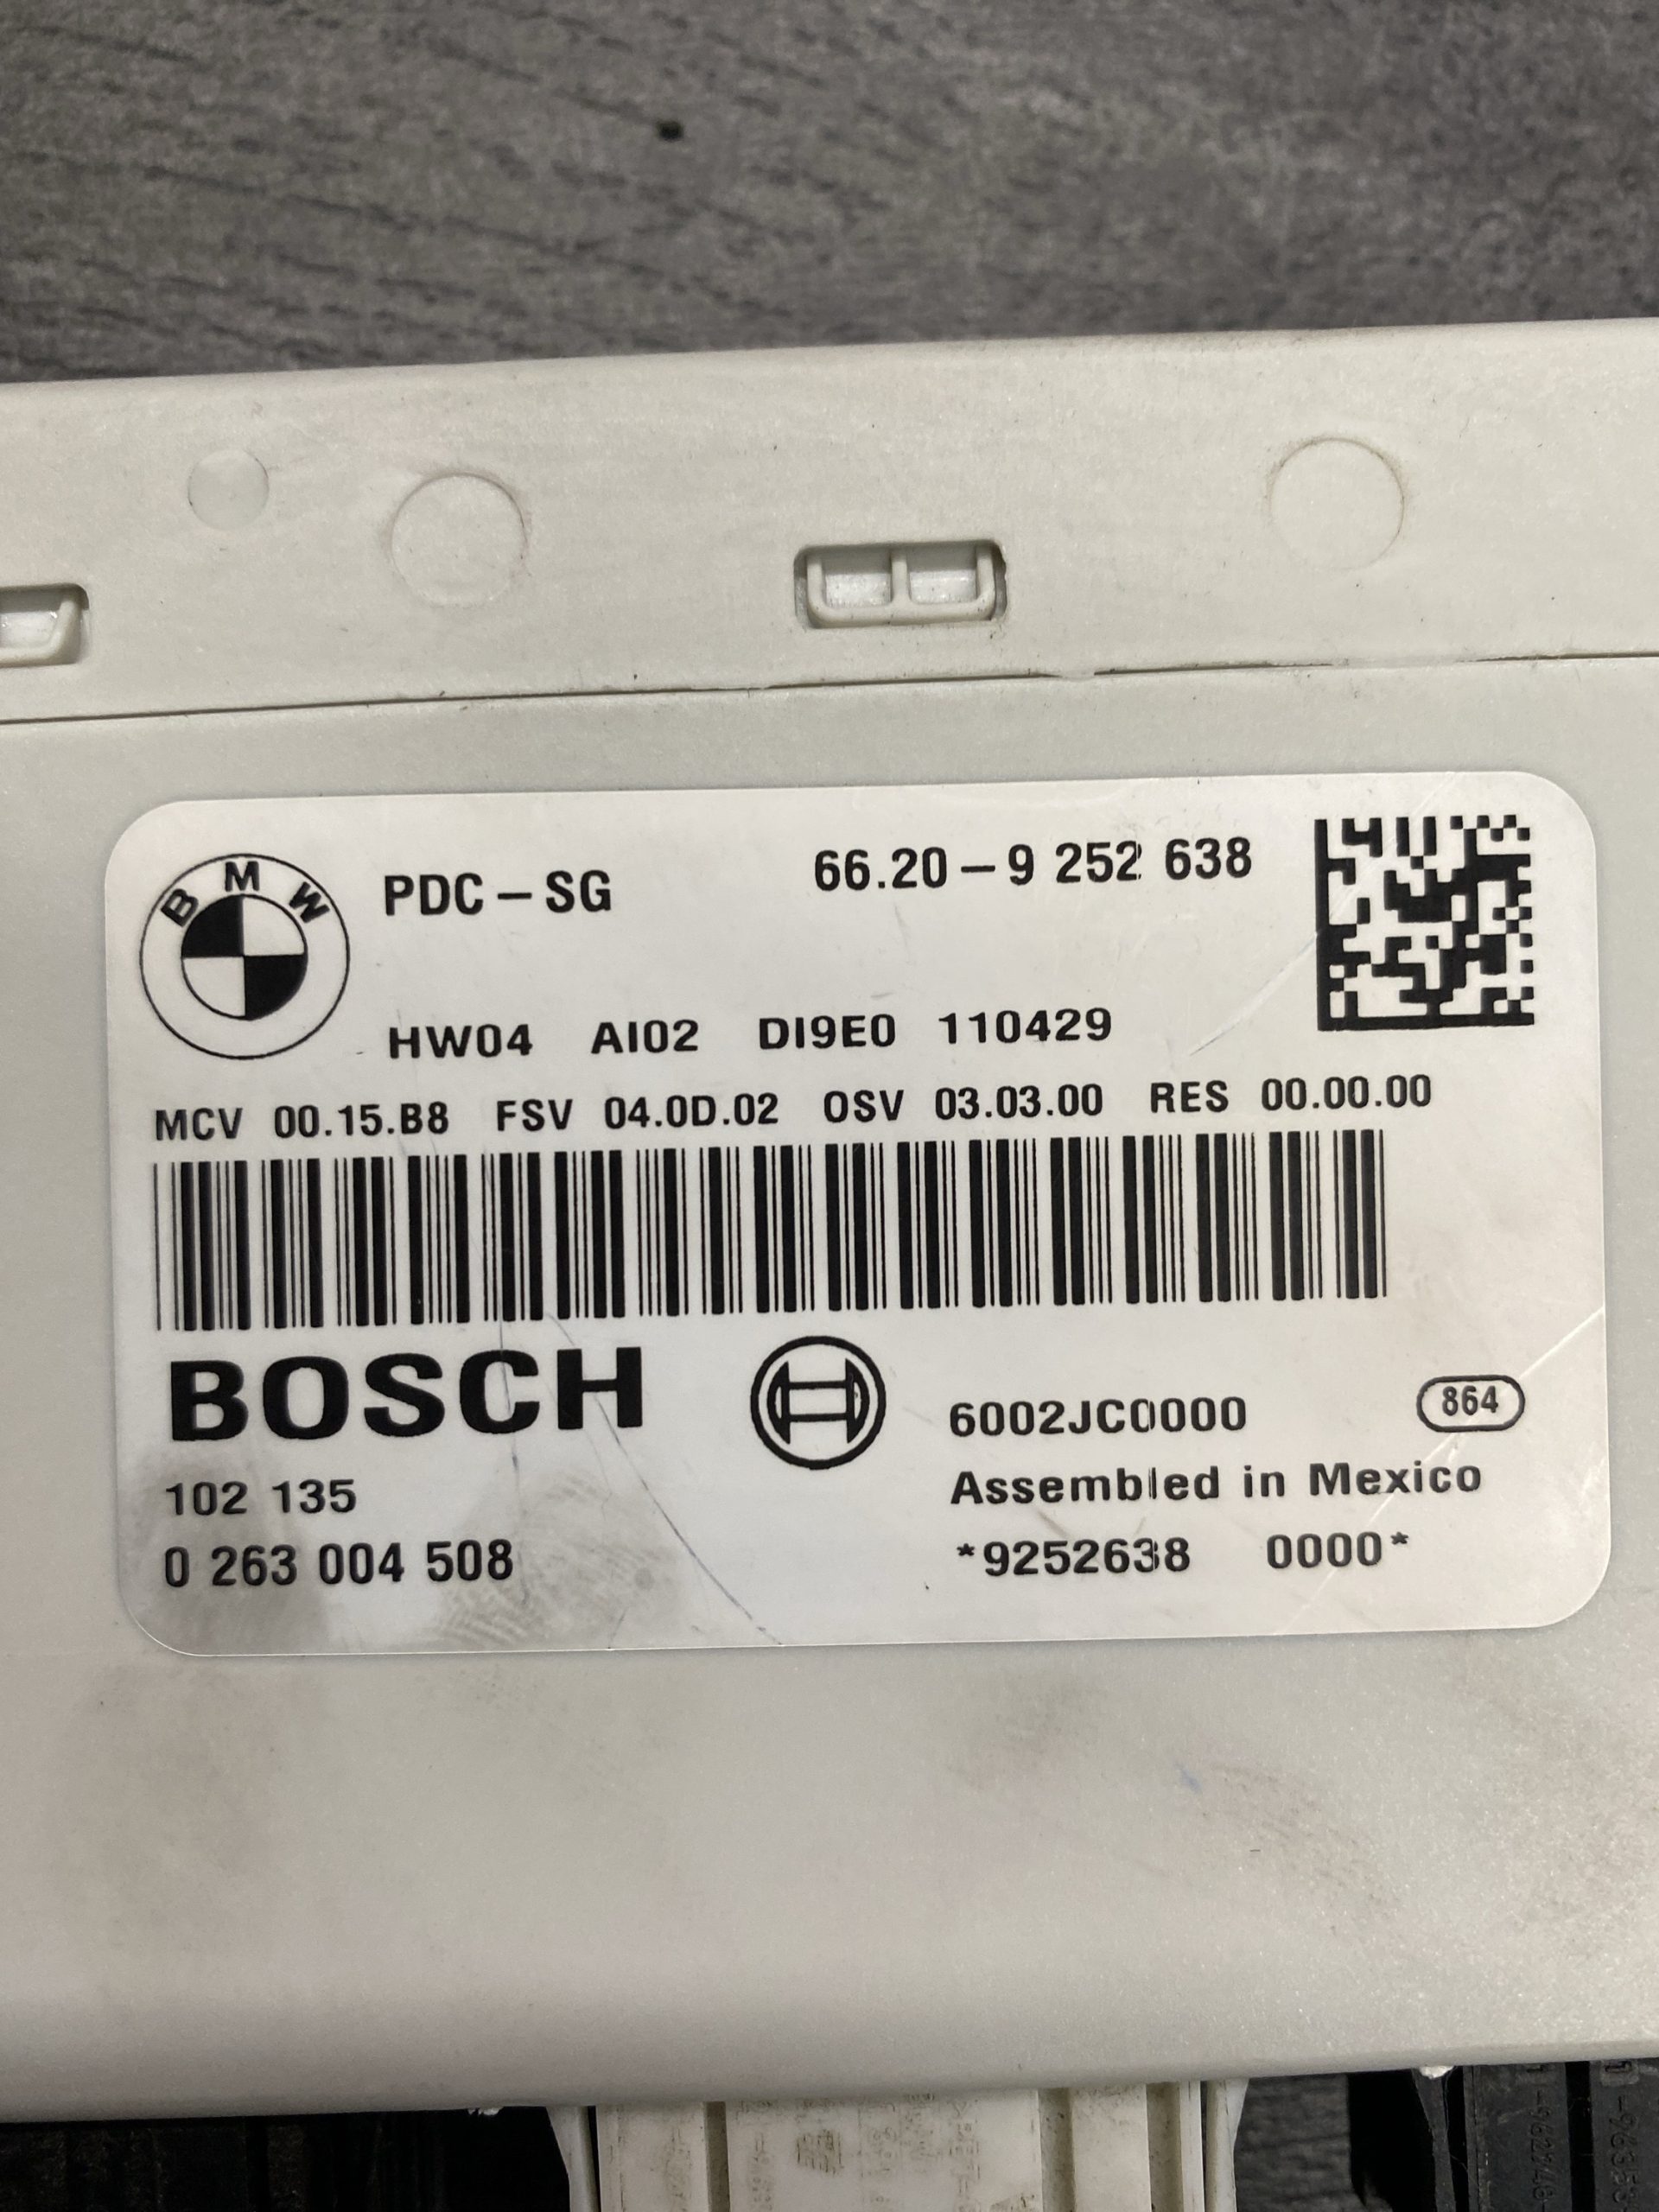 BMW
PDC – SG 66.20 – 9 252 638
HW04 AI02 DI9E0 110429
MCV 00.15.B8 FSV 04.0D.02 OSV 03.03.00 RES 00.00.00
BOSCH
6002JC0000 864
102 135 Assembled in Mexico
0 263 004 508 *9252638 0000*